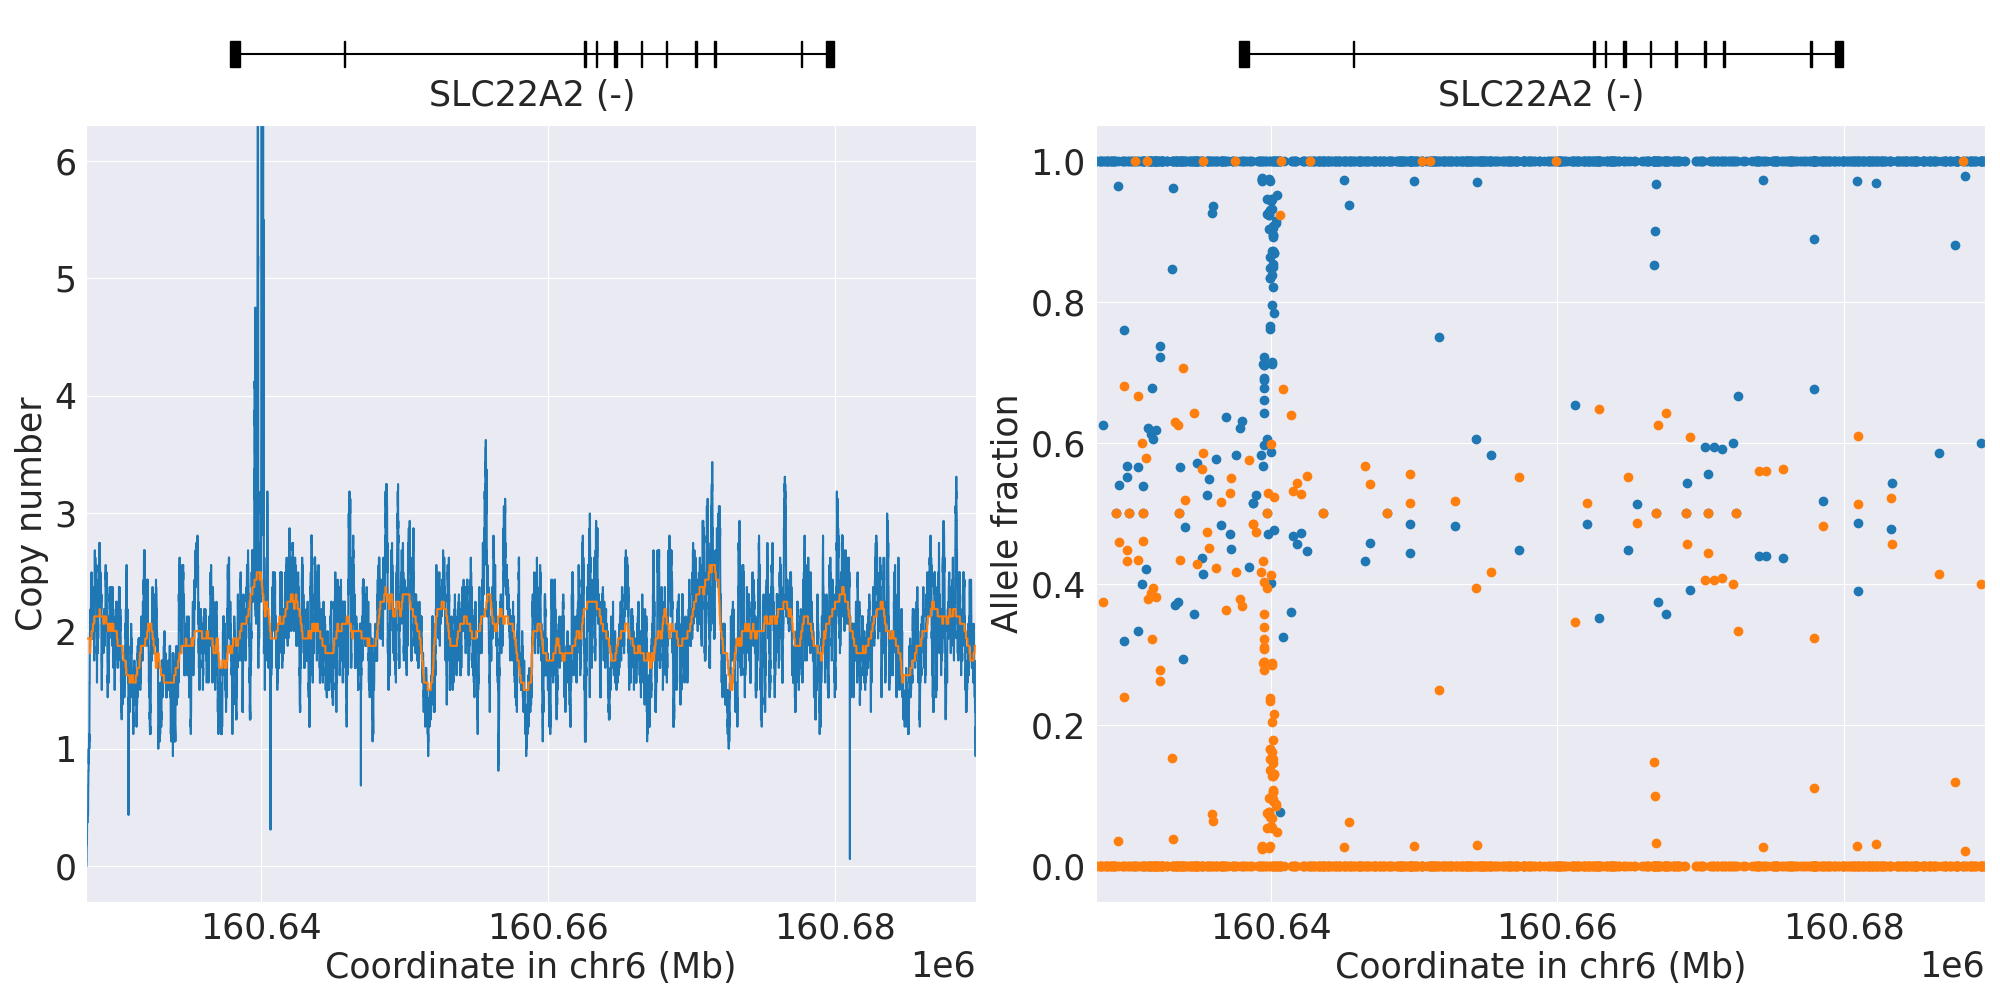 SLC22A2 (-)
SLC22A2 (-)
Copy number
6
5
4
3
2
1
0
160.64
160.66
160.68
Coordinate in chr6 (Mb)
1e6
Allele fraction
1.0
0.8
0.6
0.4
0.2
0.0
160.64
160.66
160.68
Coordinate in chr6 (Mb)
1e6